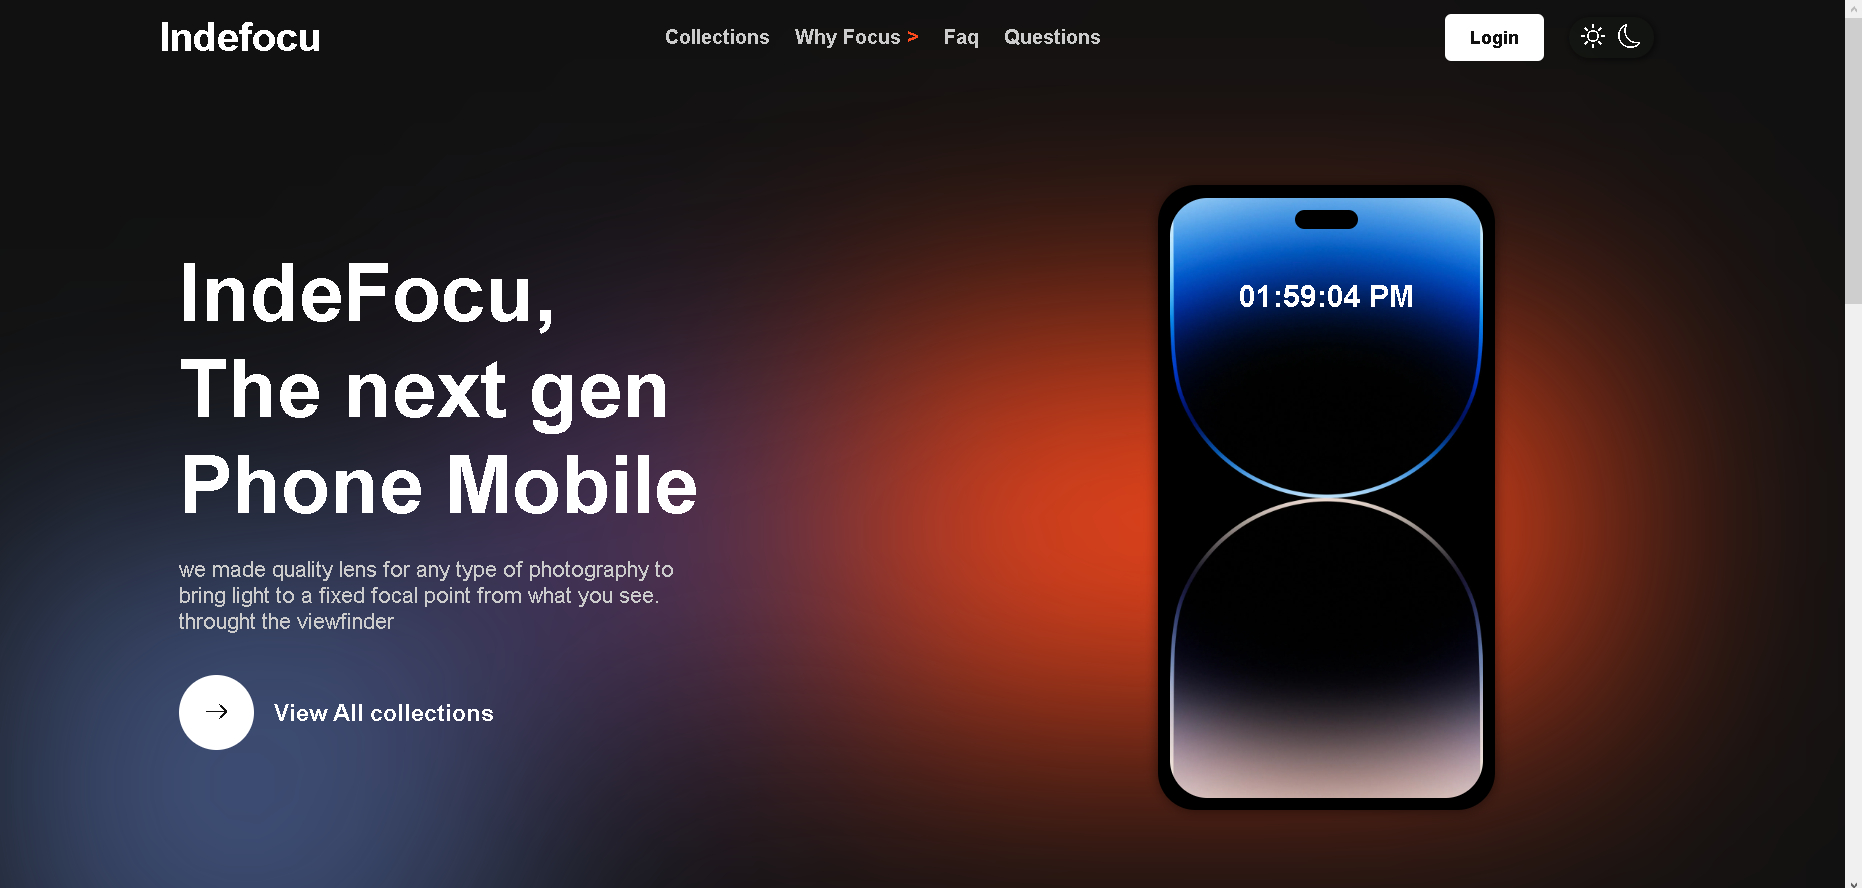 Indefocu
Collections
Why Focus >
Faq
Questions
Login
IndeFocu,
The next gen
Phone Mobile
we made quality lens for any type of photography to
bring light to a fixed focal point from what you see.
throught the viewfinder
View All collections
01:59:04 PM